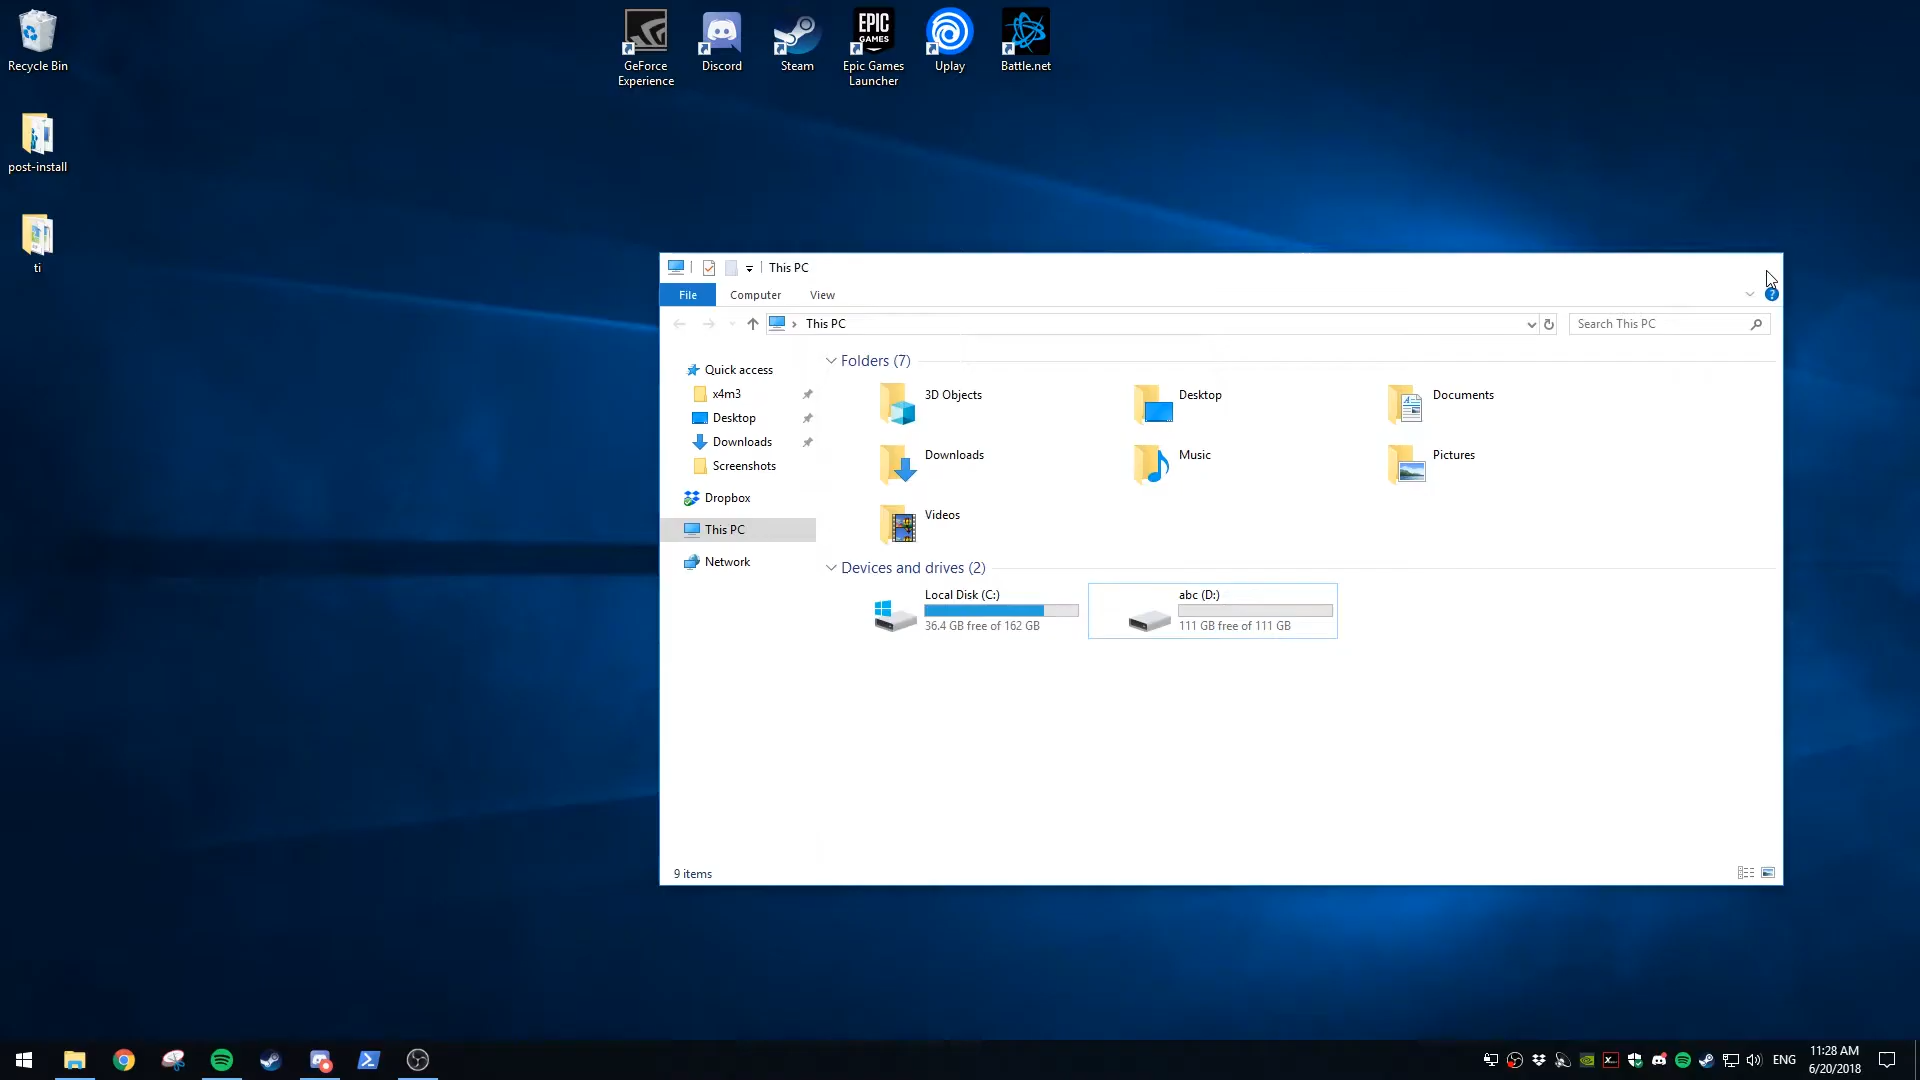 Recycle Bin
post-install
ti
GeForce
Experience
Discord
Steam
EPIC
GAMES
Epic Games
Launcher
Uplay
Battle.net
This PC
File
Computer
View
This PC
Search This PC
Quick access
x4m3
Desktop
Downloads
Screenshots
Dropbox
This PC
Network
Folders (7)
3D Objects
Desktop
Documents
Downloads
Music
Pictures
Videos
Devices and drives (2)
Local Disk (C:)
36.4 GB free of 162 GB
abc (D:)
111 GB free of 111 GB
9 items
ENG
11:28 AM
6/20/2018